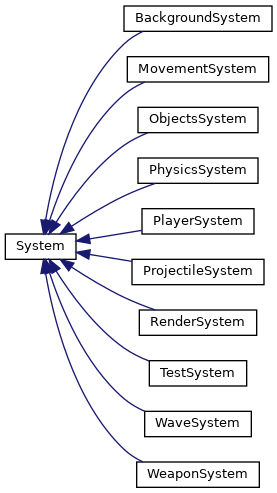 BackgroundSystem
MovementSystem
ObjectsSystem
PhysicsSystem
PlayerSystem
System
ProjectileSystem
RenderSystem
TestSystem
WaveSystem
WeaponSystem